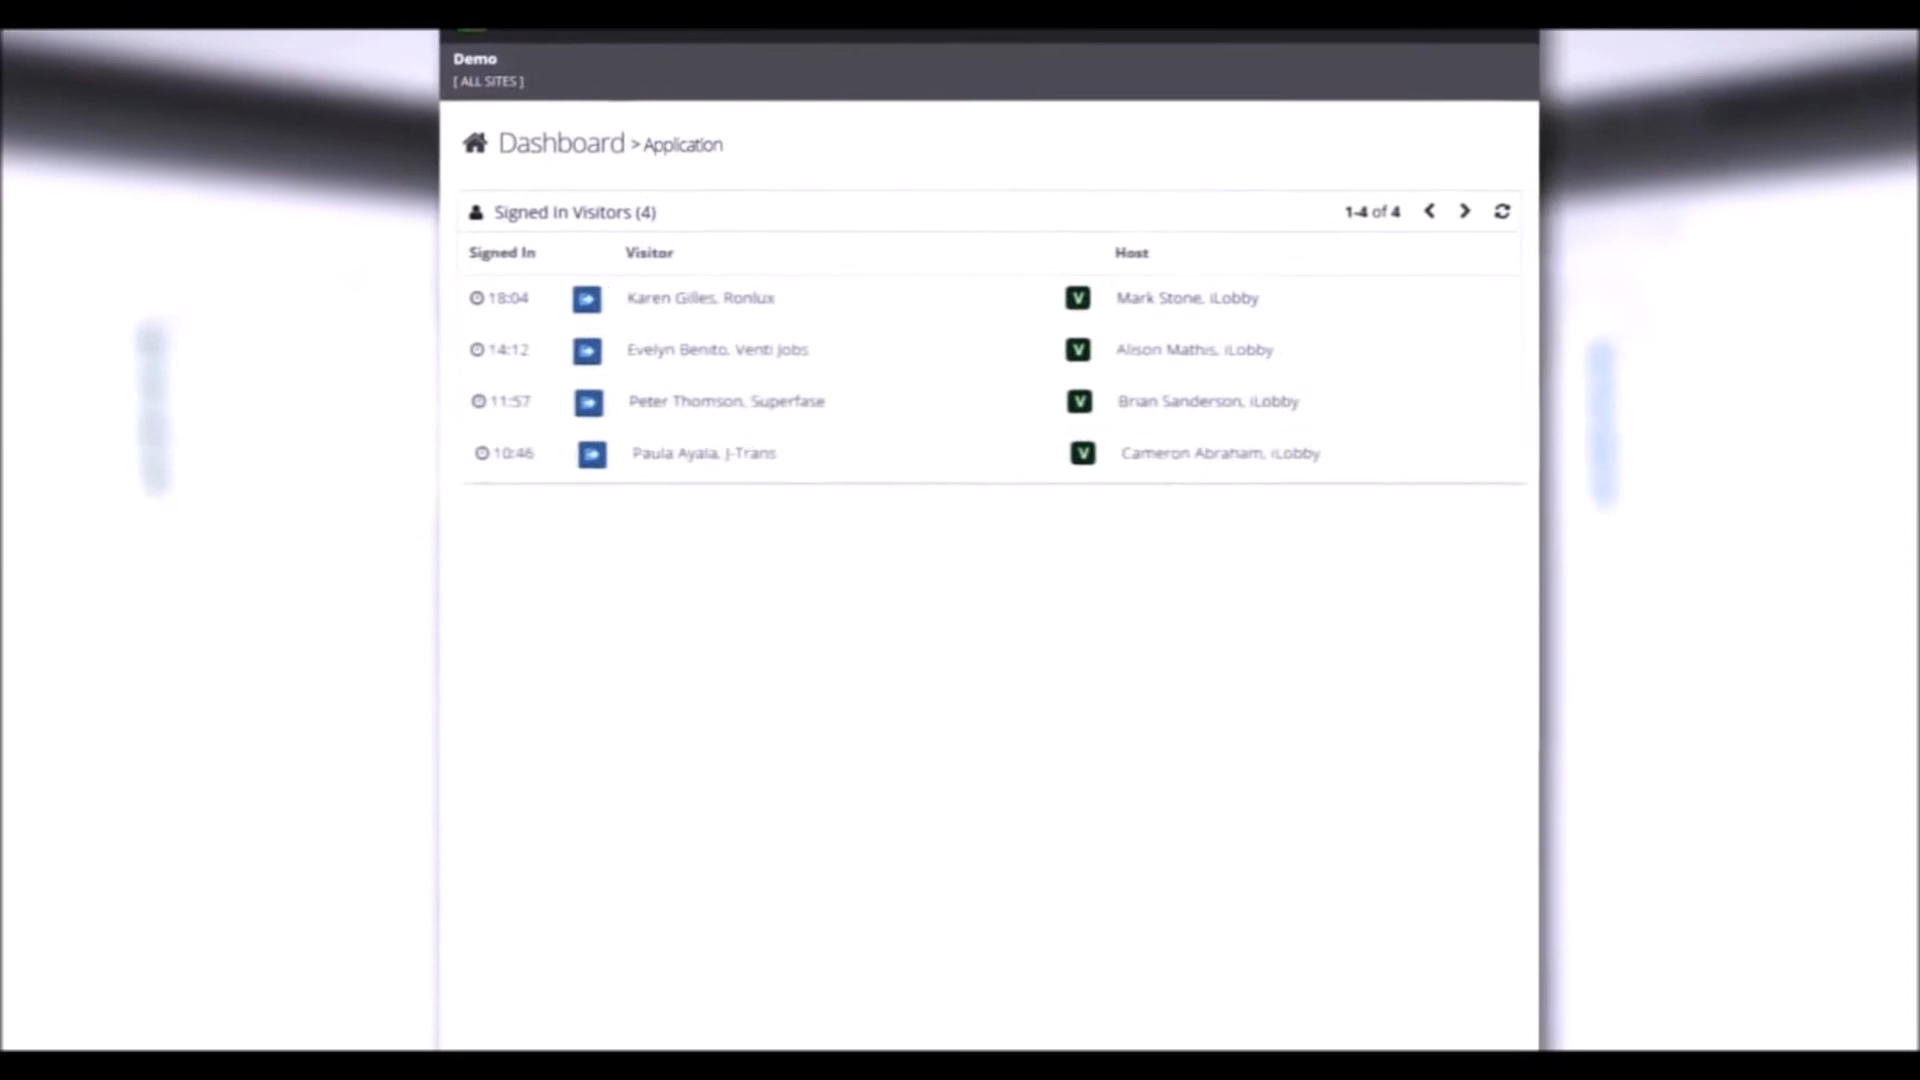 Demo
[ ALL SITES ]
Dashboard > Application
Signed In Visitors (4) 1-4 of 4
Signed In Visitor Host
18:04 Karen Gilles, Ronlux V Mark Stone, iLobby
14:12 Evelyn Benito, Venti Jobs V Alison Mathis, iLobby
11:57 Peter Thomson, Superfase V Brian Sanderson, iLobby
10:46 Paula Ayala, J-Trans V Cameron Abraham, iLobby